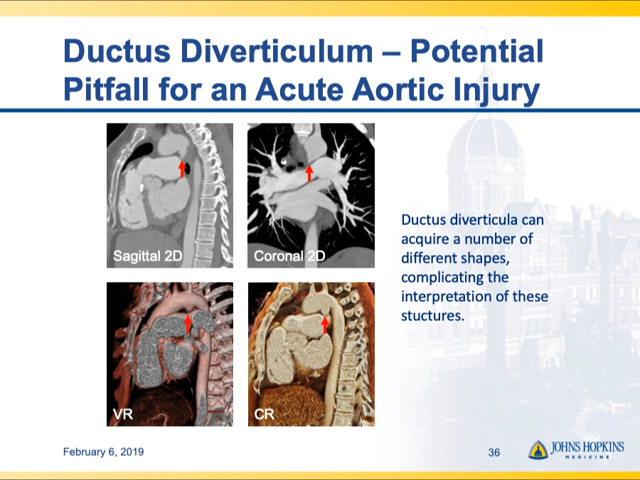 Ductus Diverticulum – Potential
Pitfall for an Acute Aortic Injury
Sagittal 2D
Coronal 2D
Ductus diverticula can
acquire a number of
different shapes,
complicating the
interpretation of these
stuctures.
VR
CR
February 6, 2019
36
JOHNS HOPKINS
MEDICINE